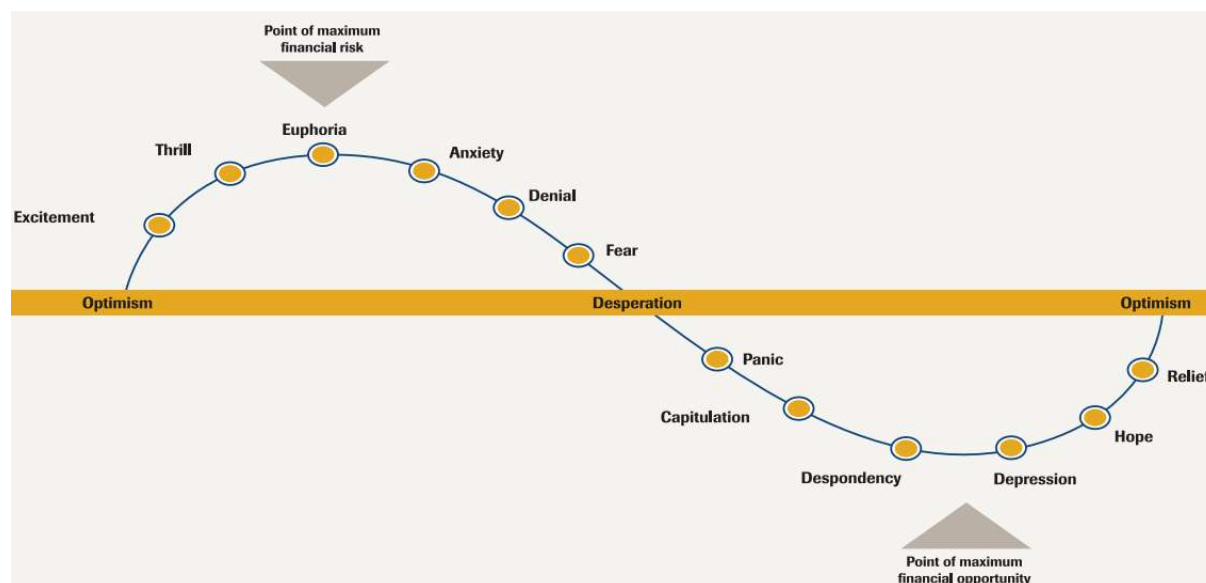 Point of maximum
financial risk
Euphoria
Thrill
Anxiety
Denial
Excitement
Fear
Optimism
Desperation
Optimism
Panic
Relief
Capitulation
Hope
Despondency
Depression
Point of maximum
financial opportunity